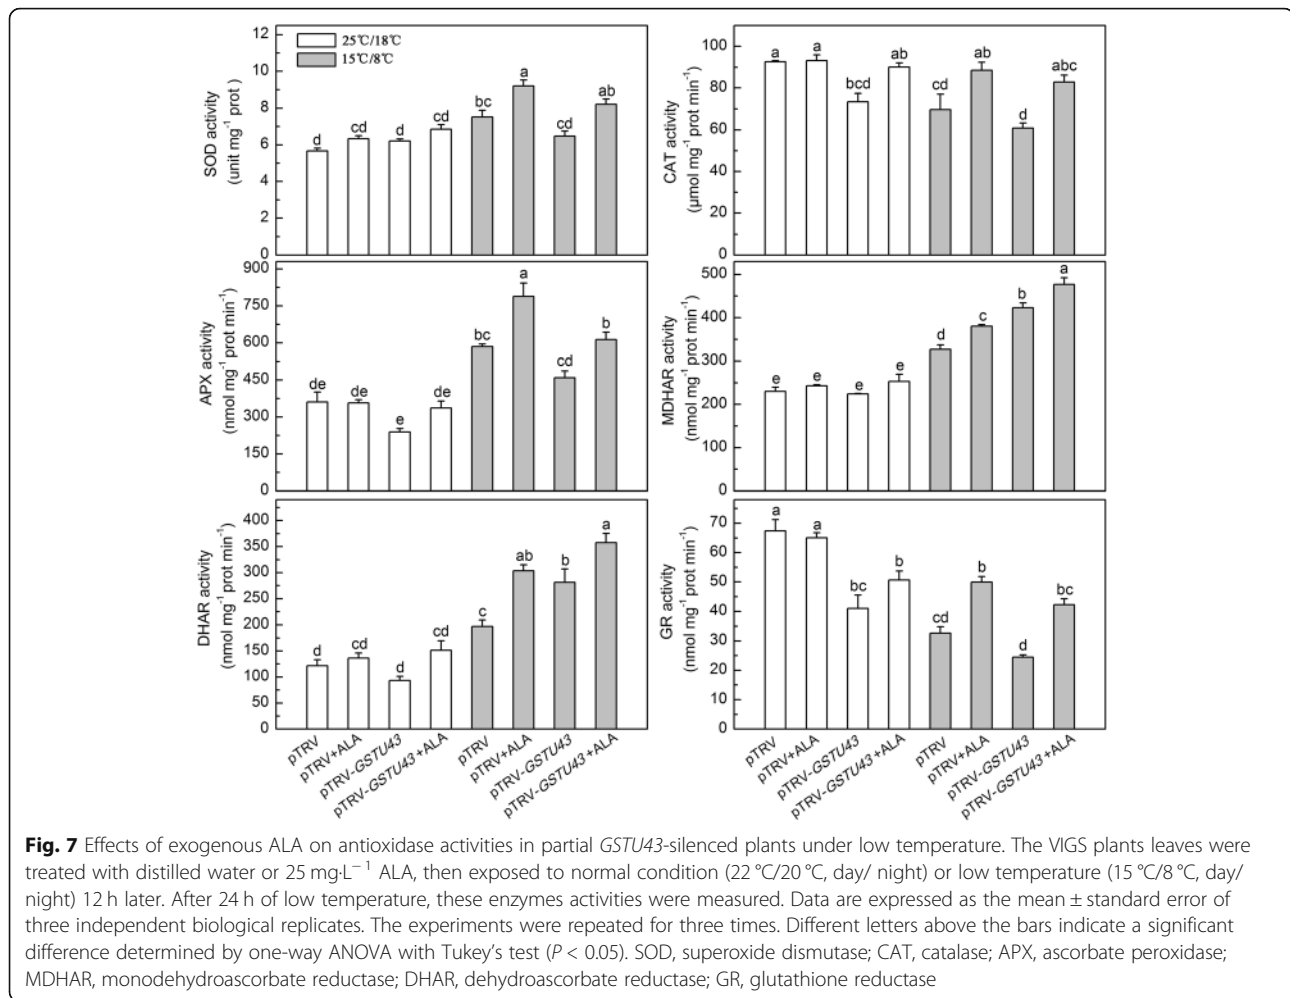 25℃/18℃
15℃/8℃
SOD activity
(unit mg⁻¹ prot )
12
10
8
6
4
2
0
d
cd
d
cd
bc
a
cd
ab
CAT activity
(μmol mg⁻¹ prot min⁻¹)
100
80
60
40
20
0
a
a
bcd
ab
cd
ab
d
abc
APX activity
(nmol mg⁻¹ prot min⁻¹)
900
750
600
450
300
150
0
de
de
e
de
bc
a
cd
b
MDHAR activity
(nmol mg⁻¹ prot min⁻¹)
500
400
300
200
100
0
e
e
e
e
d
c
b
a
DHAR activity
(nmol mg⁻¹ prot min⁻¹)
400
350
300
250
200
150
100
50
0
d
cd
d
cd
c
ab
b
a
GR activity
(nmol mg⁻¹ prot min⁻¹)
70
60
50
40
30
20
10
0
a
a
bc
b
cd
b
d
bc
pTRV
pTRV+ALA
pTRV-GSTU43
pTRV-GSTU43+ALA
pTRV
pTRV+ALA
pTRV-GSTU43
pTRV-GSTU43+ALA
pTRV
pTRV+ALA
pTRV-GSTU43
pTRV-GSTU43+ALA
pTRV
pTRV+ALA
pTRV-GSTU43
pTRV-GSTU43+ALA
Fig. 7 Effects of exogenous ALA on antioxidase activities in partial GSTU43-silenced plants under low temperature. The VIGS plants leaves were
treated with distilled water or 25 mg·L⁻¹ ALA, then exposed to normal condition (22 °C/20 °C, day/ night) or low temperature (15 °C/8 °C, day/
night) 12 h later. After 24 h of low temperature, these enzymes activities were measured. Data are expressed as the mean ± standard error of
three independent biological replicates. The experiments were repeated for three times. Different letters above the bars indicate a significant
difference determined by one-way ANOVA with Tukey's test (P < 0.05). SOD, superoxide dismutase; CAT, catalase; APX, ascorbate peroxidase;
MDHAR, monodehydroascorbate reductase; DHAR, dehydroascorbate reductase; GR, glutathione reductase